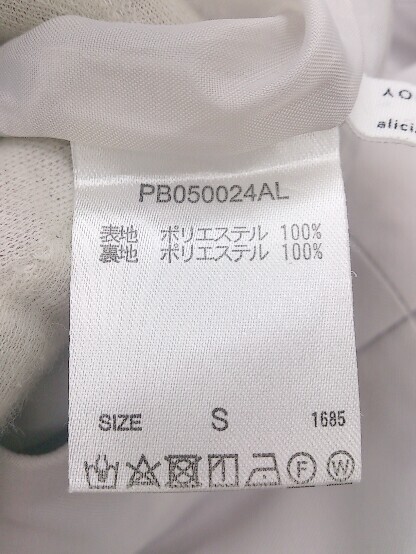 PB050024AL
表地 ポリエステル 100%
裏地 ポリエステル 100%
SIZE S 1685
F W